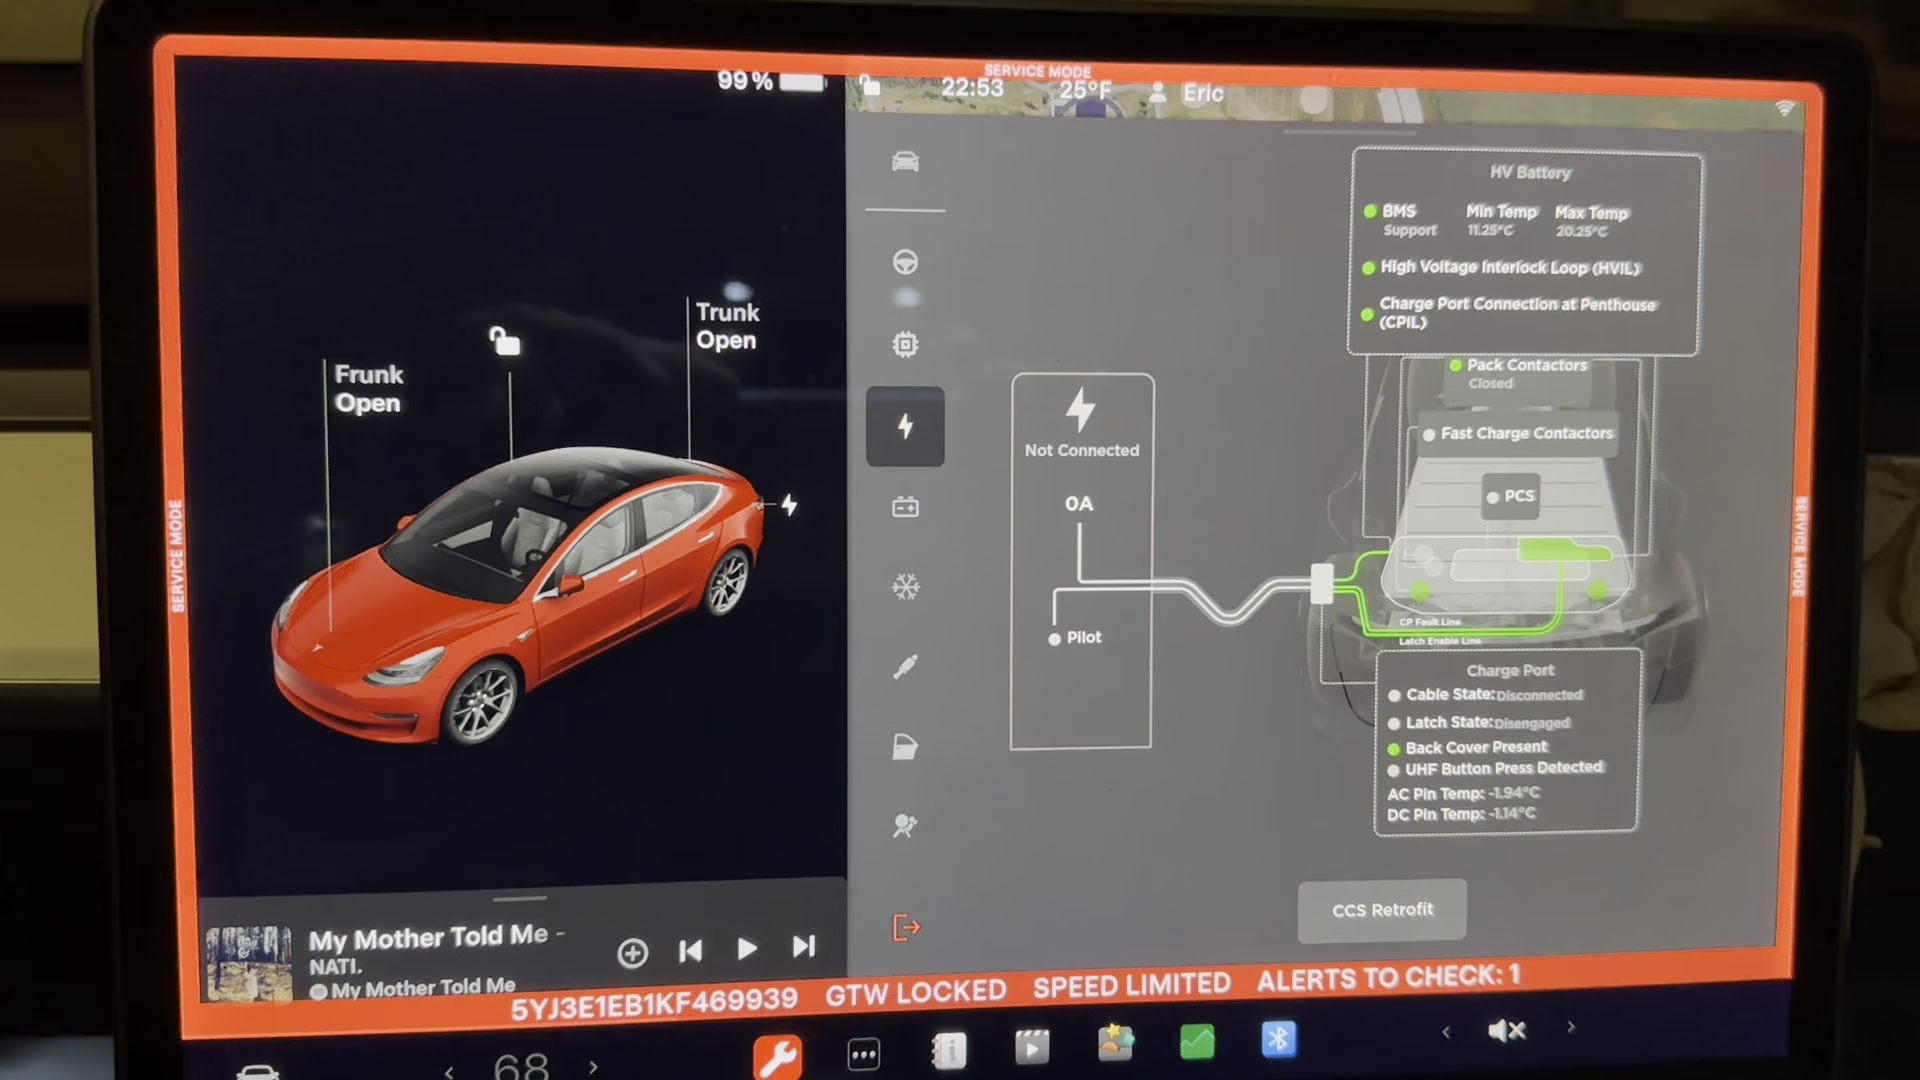 SERVICE MODE
99%
22:53
25°F
Eric
Trunk
Open
Frunk
Open
SERVICE MODE
My Mother Told Me -
NATI.
My Mother Told Me
HV Battery
BMS
Support
Min Temp
11.25°C
Max Temp
20.25°C
High Voltage Interlock Loop (HVIL)
Charge Port Connection at Penthouse
(CPIL)
Pack Contactors
Closed
Fast Charge Contactors
PCS
Not Connected
0A
Pilot
CP Fault Line
Latch Enable Line
Charge Port
Cable State: Disconnected
Latch State: Disengaged
Back Cover Present
UHF Button Press Detected
AC Pin Temp: -1.94°C
DC Pin Temp: -1.14°C
CCS Retrofit
SERVICE MODE
5YJ3E1EB1KF469939 GTW LOCKED SPEED LIMITED ALERTS TO CHECK: 1
68